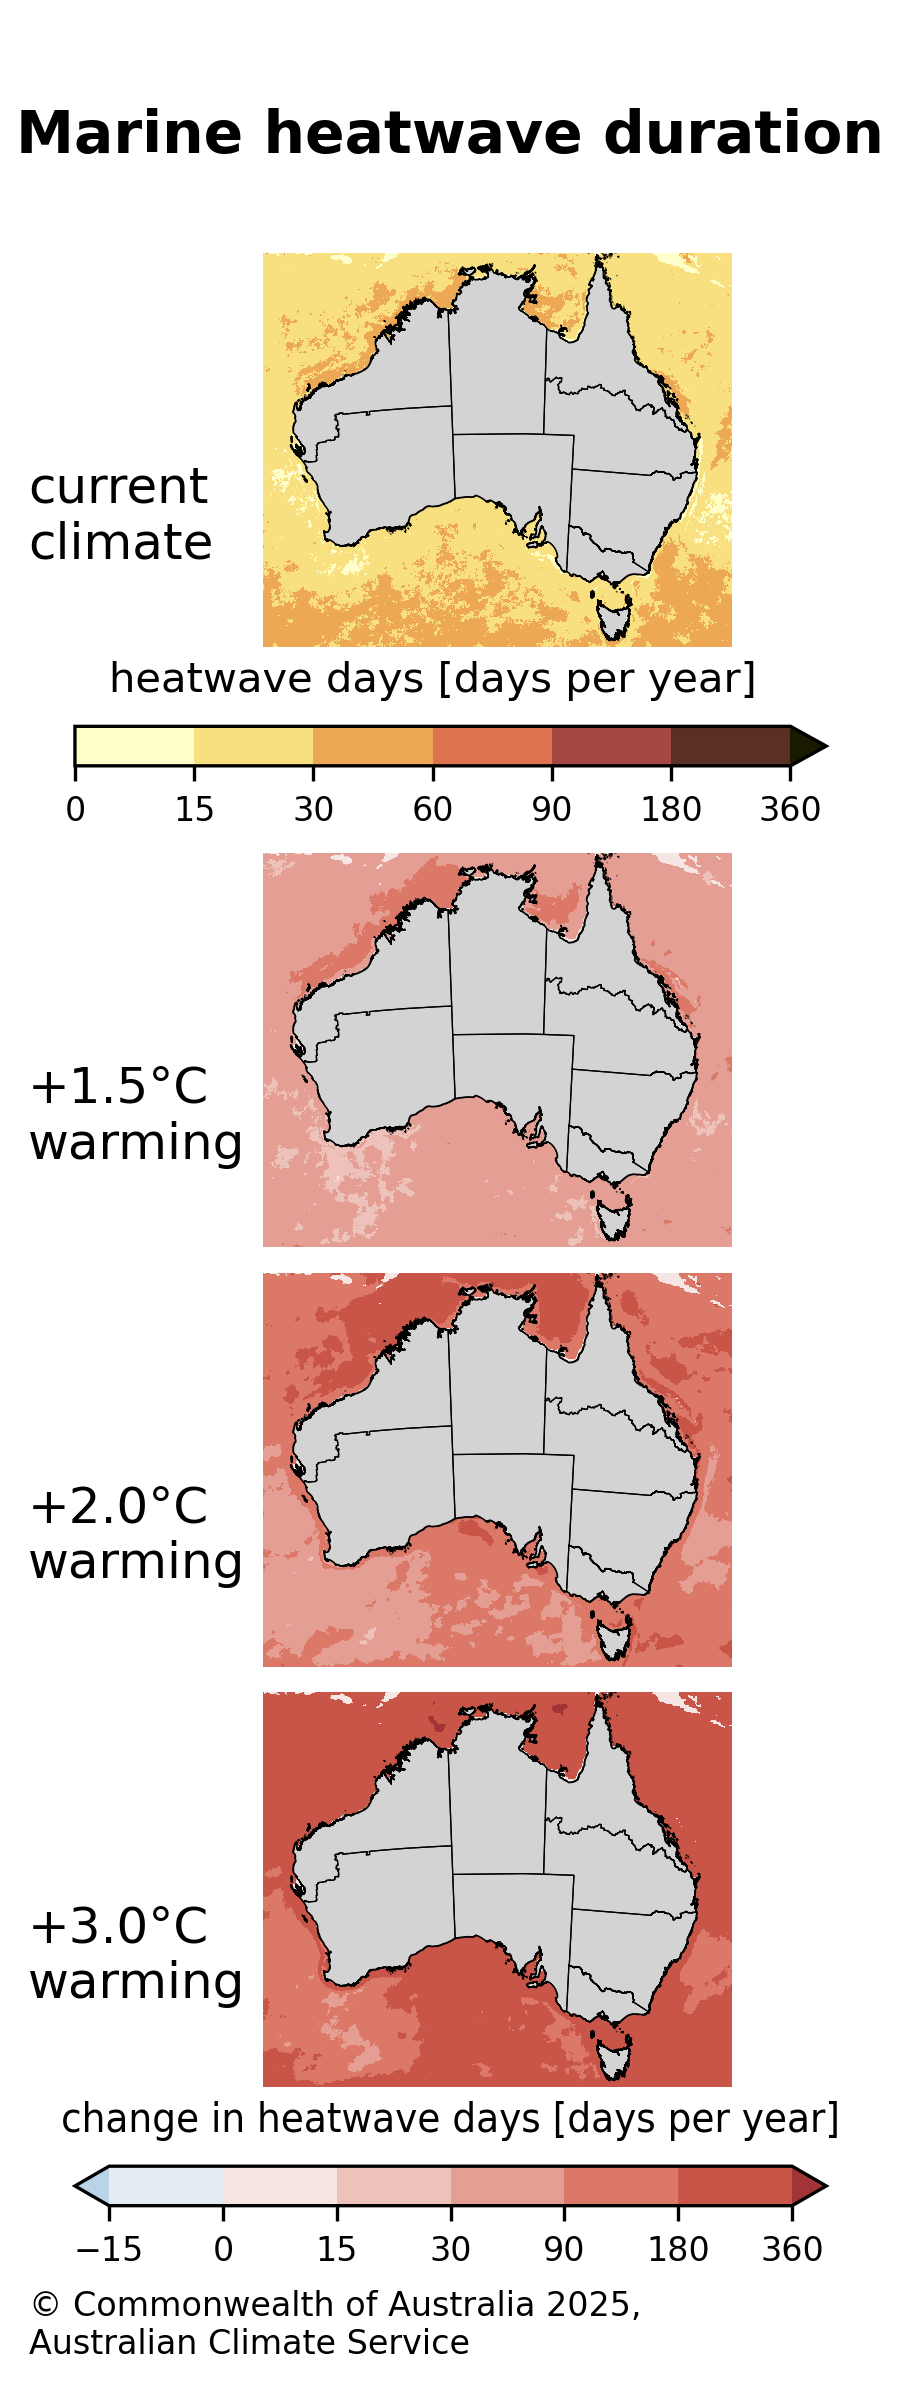 Marine heatwave duration
current
climate
heatwave days [days per year]
0 15 30 60 90 180 360
+1.5°C
warming
+2.0°C
warming
+3.0°C
warming
change in heatwave days [days per year]
−15 0 15 30 90 180 360
© Commonwealth of Australia 2025,
Australian Climate Service